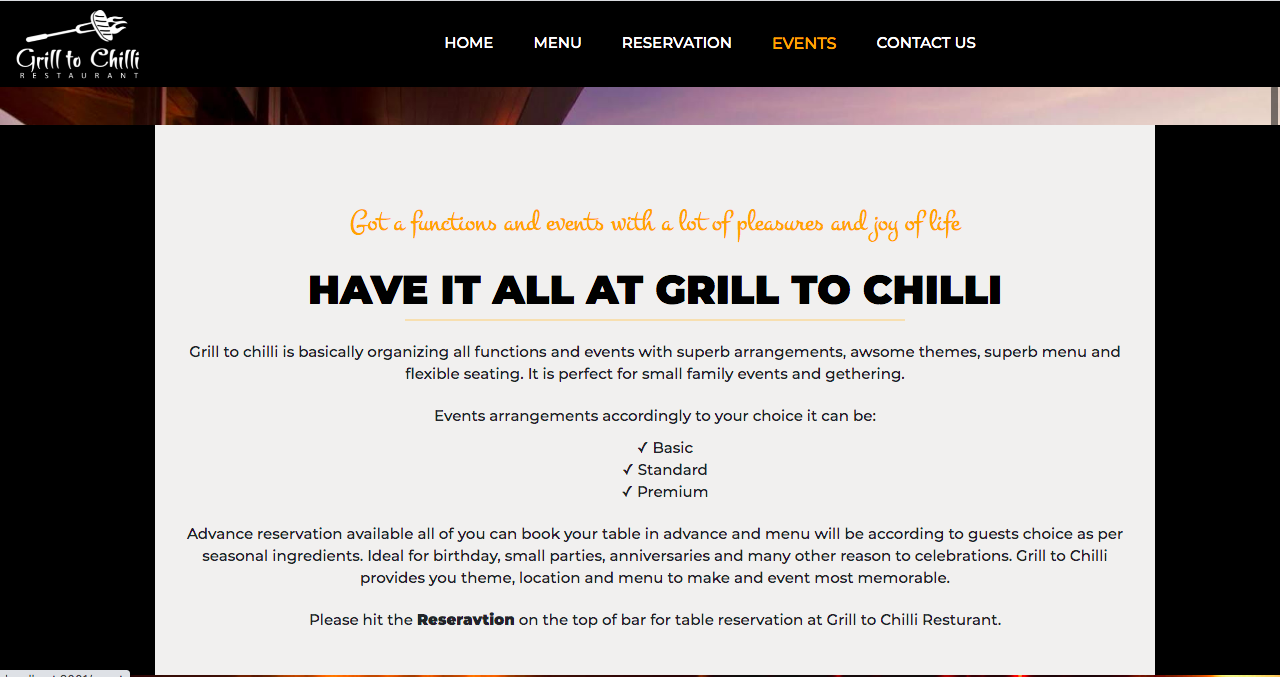 Grill to Chilli
RESTAURANT
HOME MENU RESERVATION EVENTS CONTACT US
Got a functions and events with a lot of pleasures and joy of life
HAVE IT ALL AT GRILL TO CHILLI
Grill to chilli is basically organizing all functions and events with superb arrangements, awsome themes, superb menu and
flexible seating. It is perfect for small family events and gethering.
Events arrangements accordingly to your choice it can be:
✓ Basic
✓ Standard
✓ Premium
Advance reservation available all of you can book your table in advance and menu will be according to guests choice as per
seasonal ingredients. Ideal for birthday, small parties, anniversaries and many other reason to celebrations. Grill to Chilli
provides you theme, location and menu to make and event most memorable.
Please hit the Reseravtion on the top of bar for table reservation at Grill to Chilli Resturant.